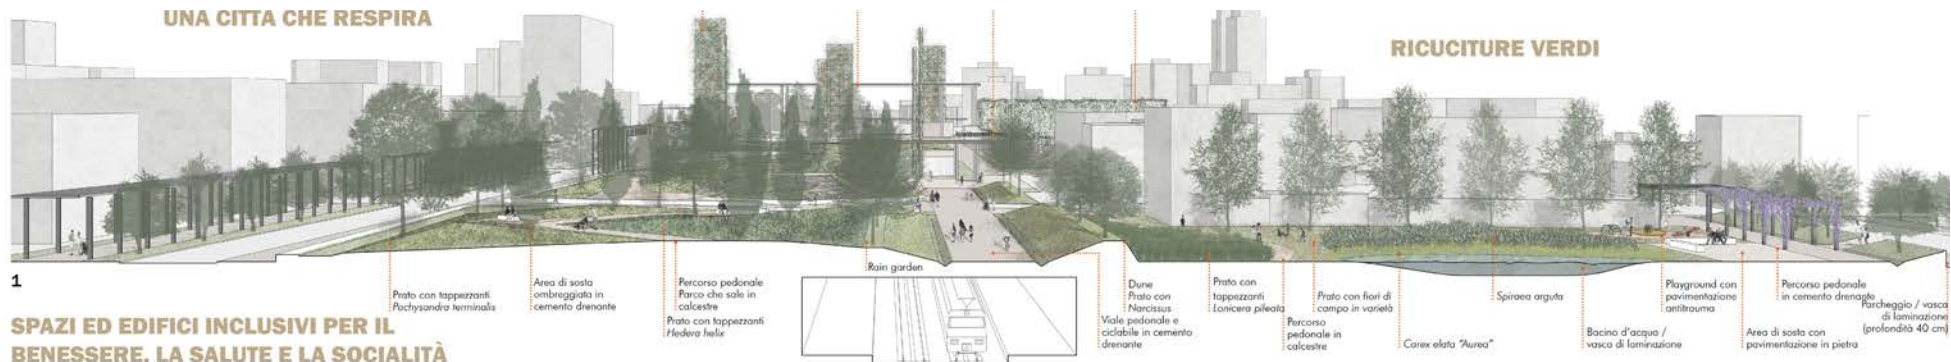 UNA CITTA CHE RESPIRA
RICUCITURE VERDI
1
Prato con tappezzanti
Pachysandra terminalis
Area di sosta
ombreggiata in
cemento drenante
Percorso pedonale
Parco che sale in
calcestre
Prato con tappezzanti
Hedera helix
Rain garden
Dune
Prato con
Narcissus
Viale pedonale e
ciclabile in cemento
drenante
Prato con
tappezzanti
Lonicera pileata
Percorso
pedonale in
calcestre
Prato con fiori di
campo in varietà
Carex elata "Aurea"
Spiraea arguta
Bacino d'acqua /
vasca di laminazione
Playground con
pavimentazione
antitrauma
Area di sosta con
pavimentazione in pietra
Percorso pedonale
in cemento drenante
Parcheggio / vasca
di laminazione
(profondità 40 cm)
SPAZI ED EDIFICI INCLUSIVI PER IL
BENESSERE, LA SALUTE E LA SOCIALITÀ